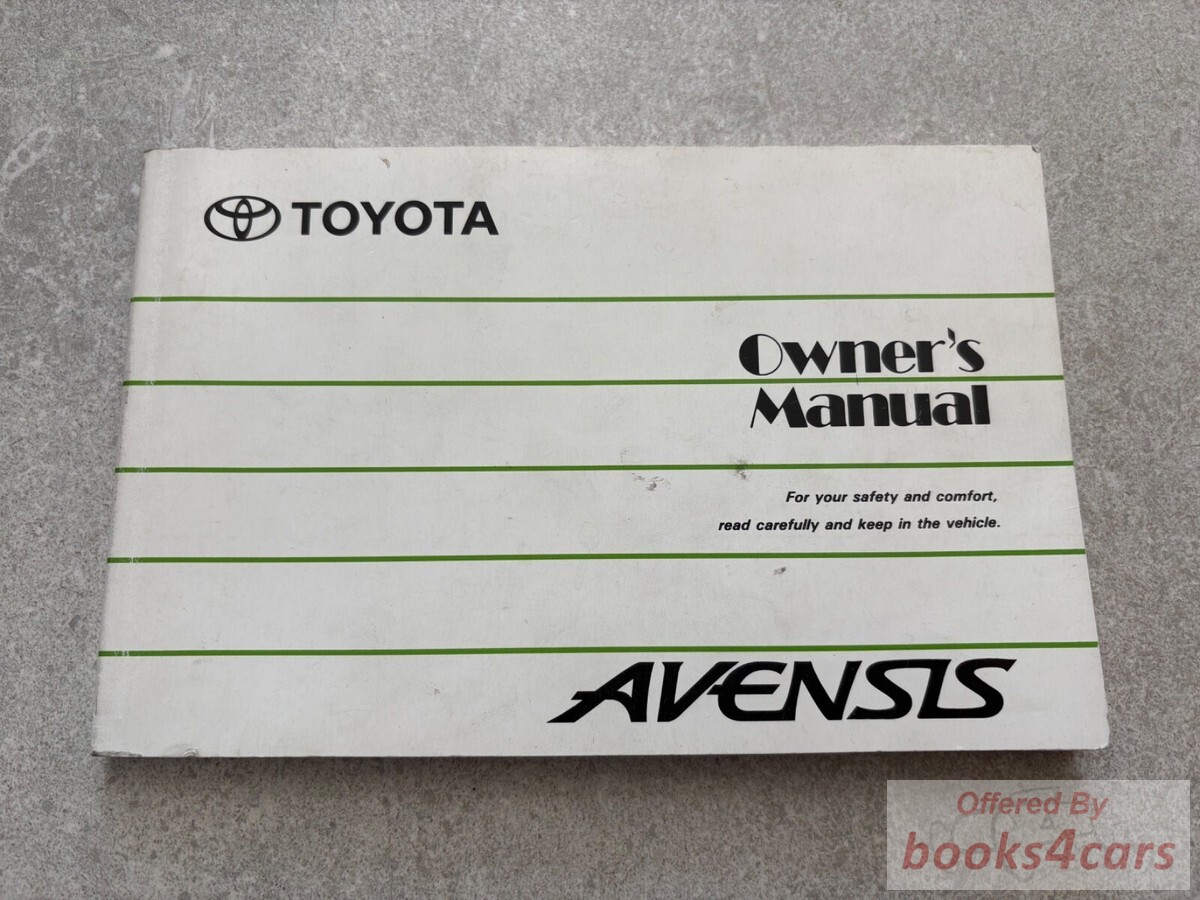 TOYOTA
Owner's
Manual
For your safety and comfort,
read carefully and keep in the vehicle.
AVENSIS
Offered By
books4cars